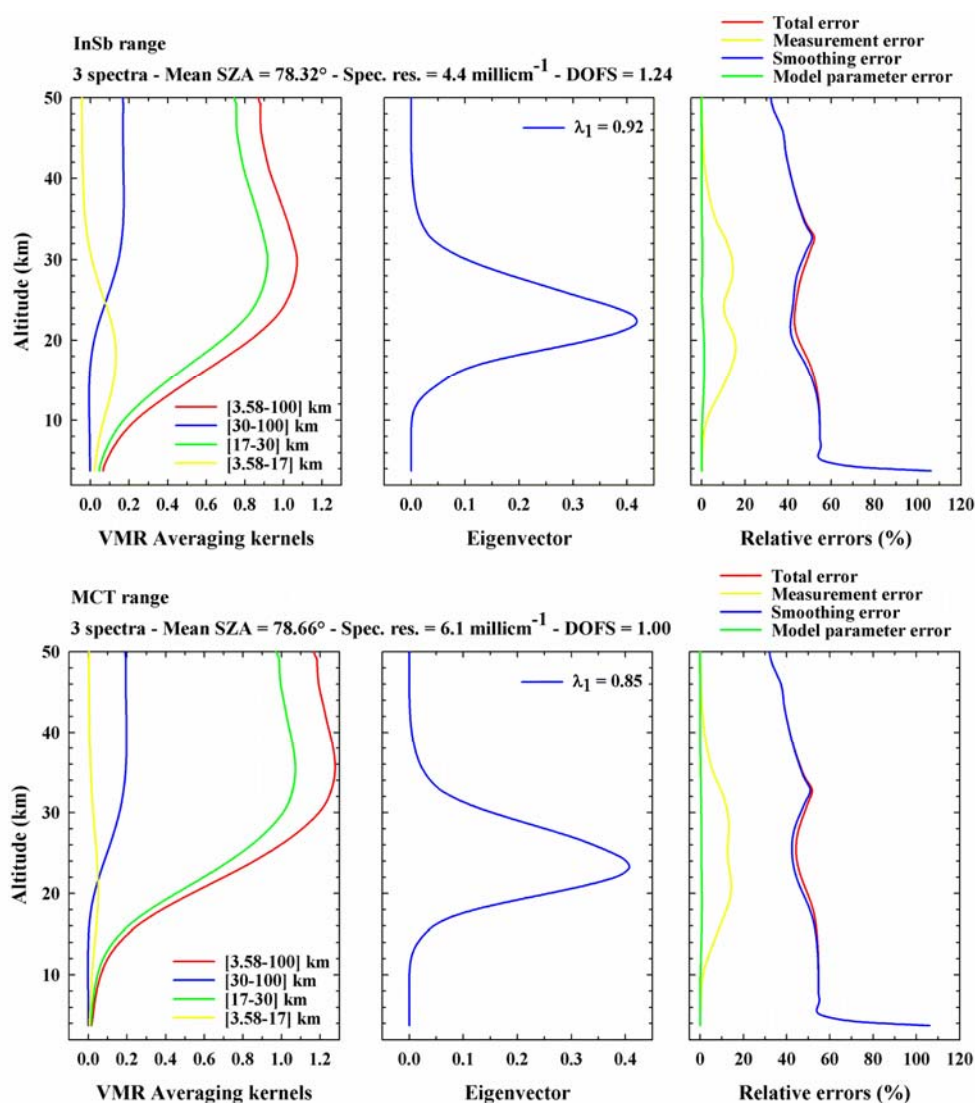 InSb range
3 spectra - Mean SZA = 78.32° - Spec. res. = 4.4 millicm⁻¹ - DOFS = 1.24
Total error
Measurement error
Smoothing error
Model parameter error
50
40
30
20
10
Altitude (km)
[3.58-100] km
[30-100] km
[17-30] km
[3.58-17] km
0.0 0.2 0.4 0.6 0.8 1.0 1.2
VMR Averaging kernels
λ₁ = 0.92
0.0 0.1 0.2 0.3 0.4
Eigenvector
0 20 40 60 80 100 120
Relative errors (%)
MCT range
3 spectra - Mean SZA = 78.66° - Spec. res. = 6.1 millicm⁻¹ - DOFS = 1.00
Total error
Measurement error
Smoothing error
Model parameter error
50
40
30
20
10
Altitude (km)
[3.58-100] km
[30-100] km
[17-30] km
[3.58-17] km
0.0 0.2 0.4 0.6 0.8 1.0 1.2
VMR Averaging kernels
λ₁ = 0.85
0.0 0.1 0.2 0.3 0.4
Eigenvector
0 20 40 60 80 100 120
Relative errors (%)